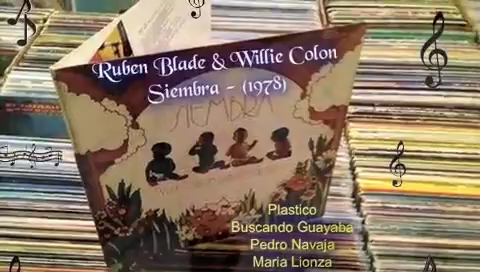 Ruben Blade & Willie Colon
Siembra - (1978)
SIEMBRA
Plastico
Buscando Guayaba
Pedro Navaja
Maria Lionza